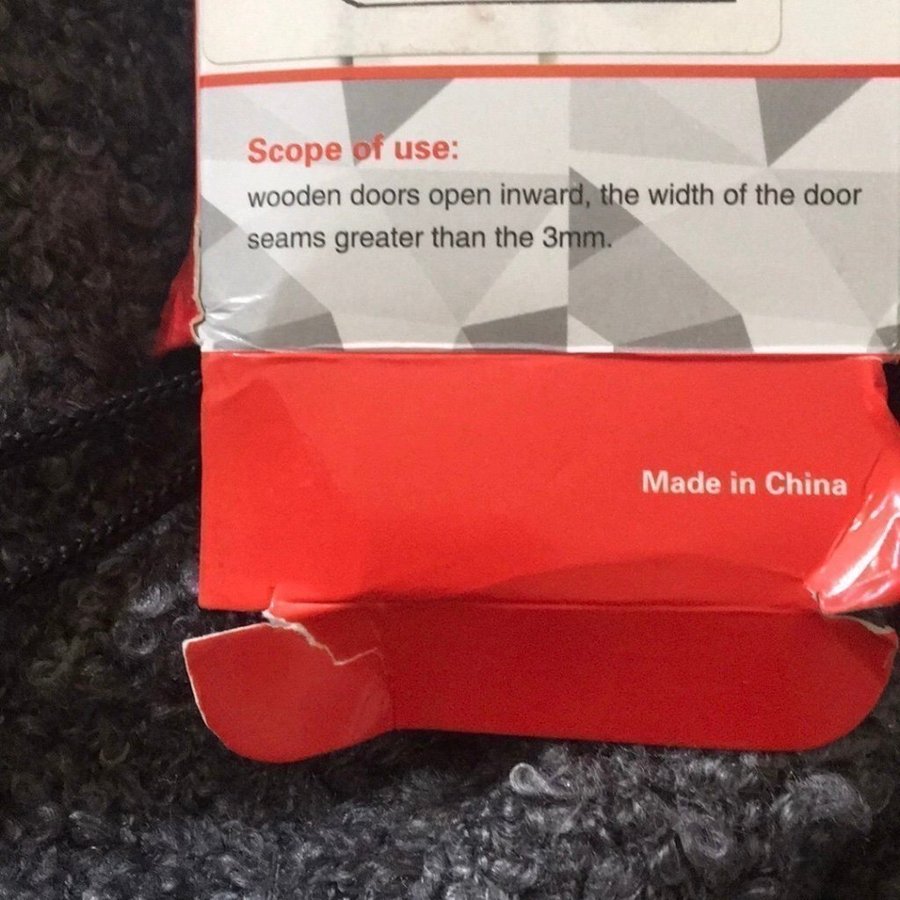 Scope of use:
wooden doors open inward, the width of the door
seams greater than the 3mm.
Made in China